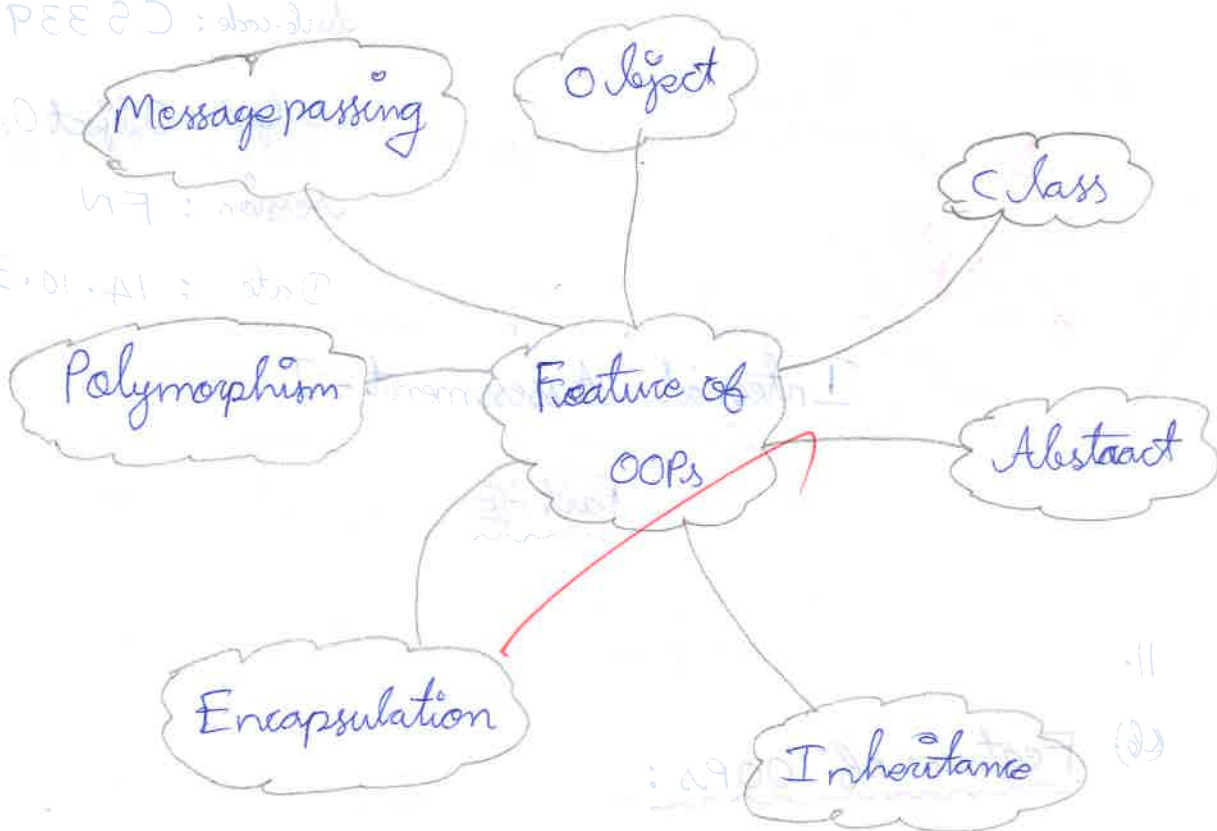 Object
Messagepassing
Class
Polymorphism
Feature of
OOPs
Abstaact
Encapsulation
Inheritance